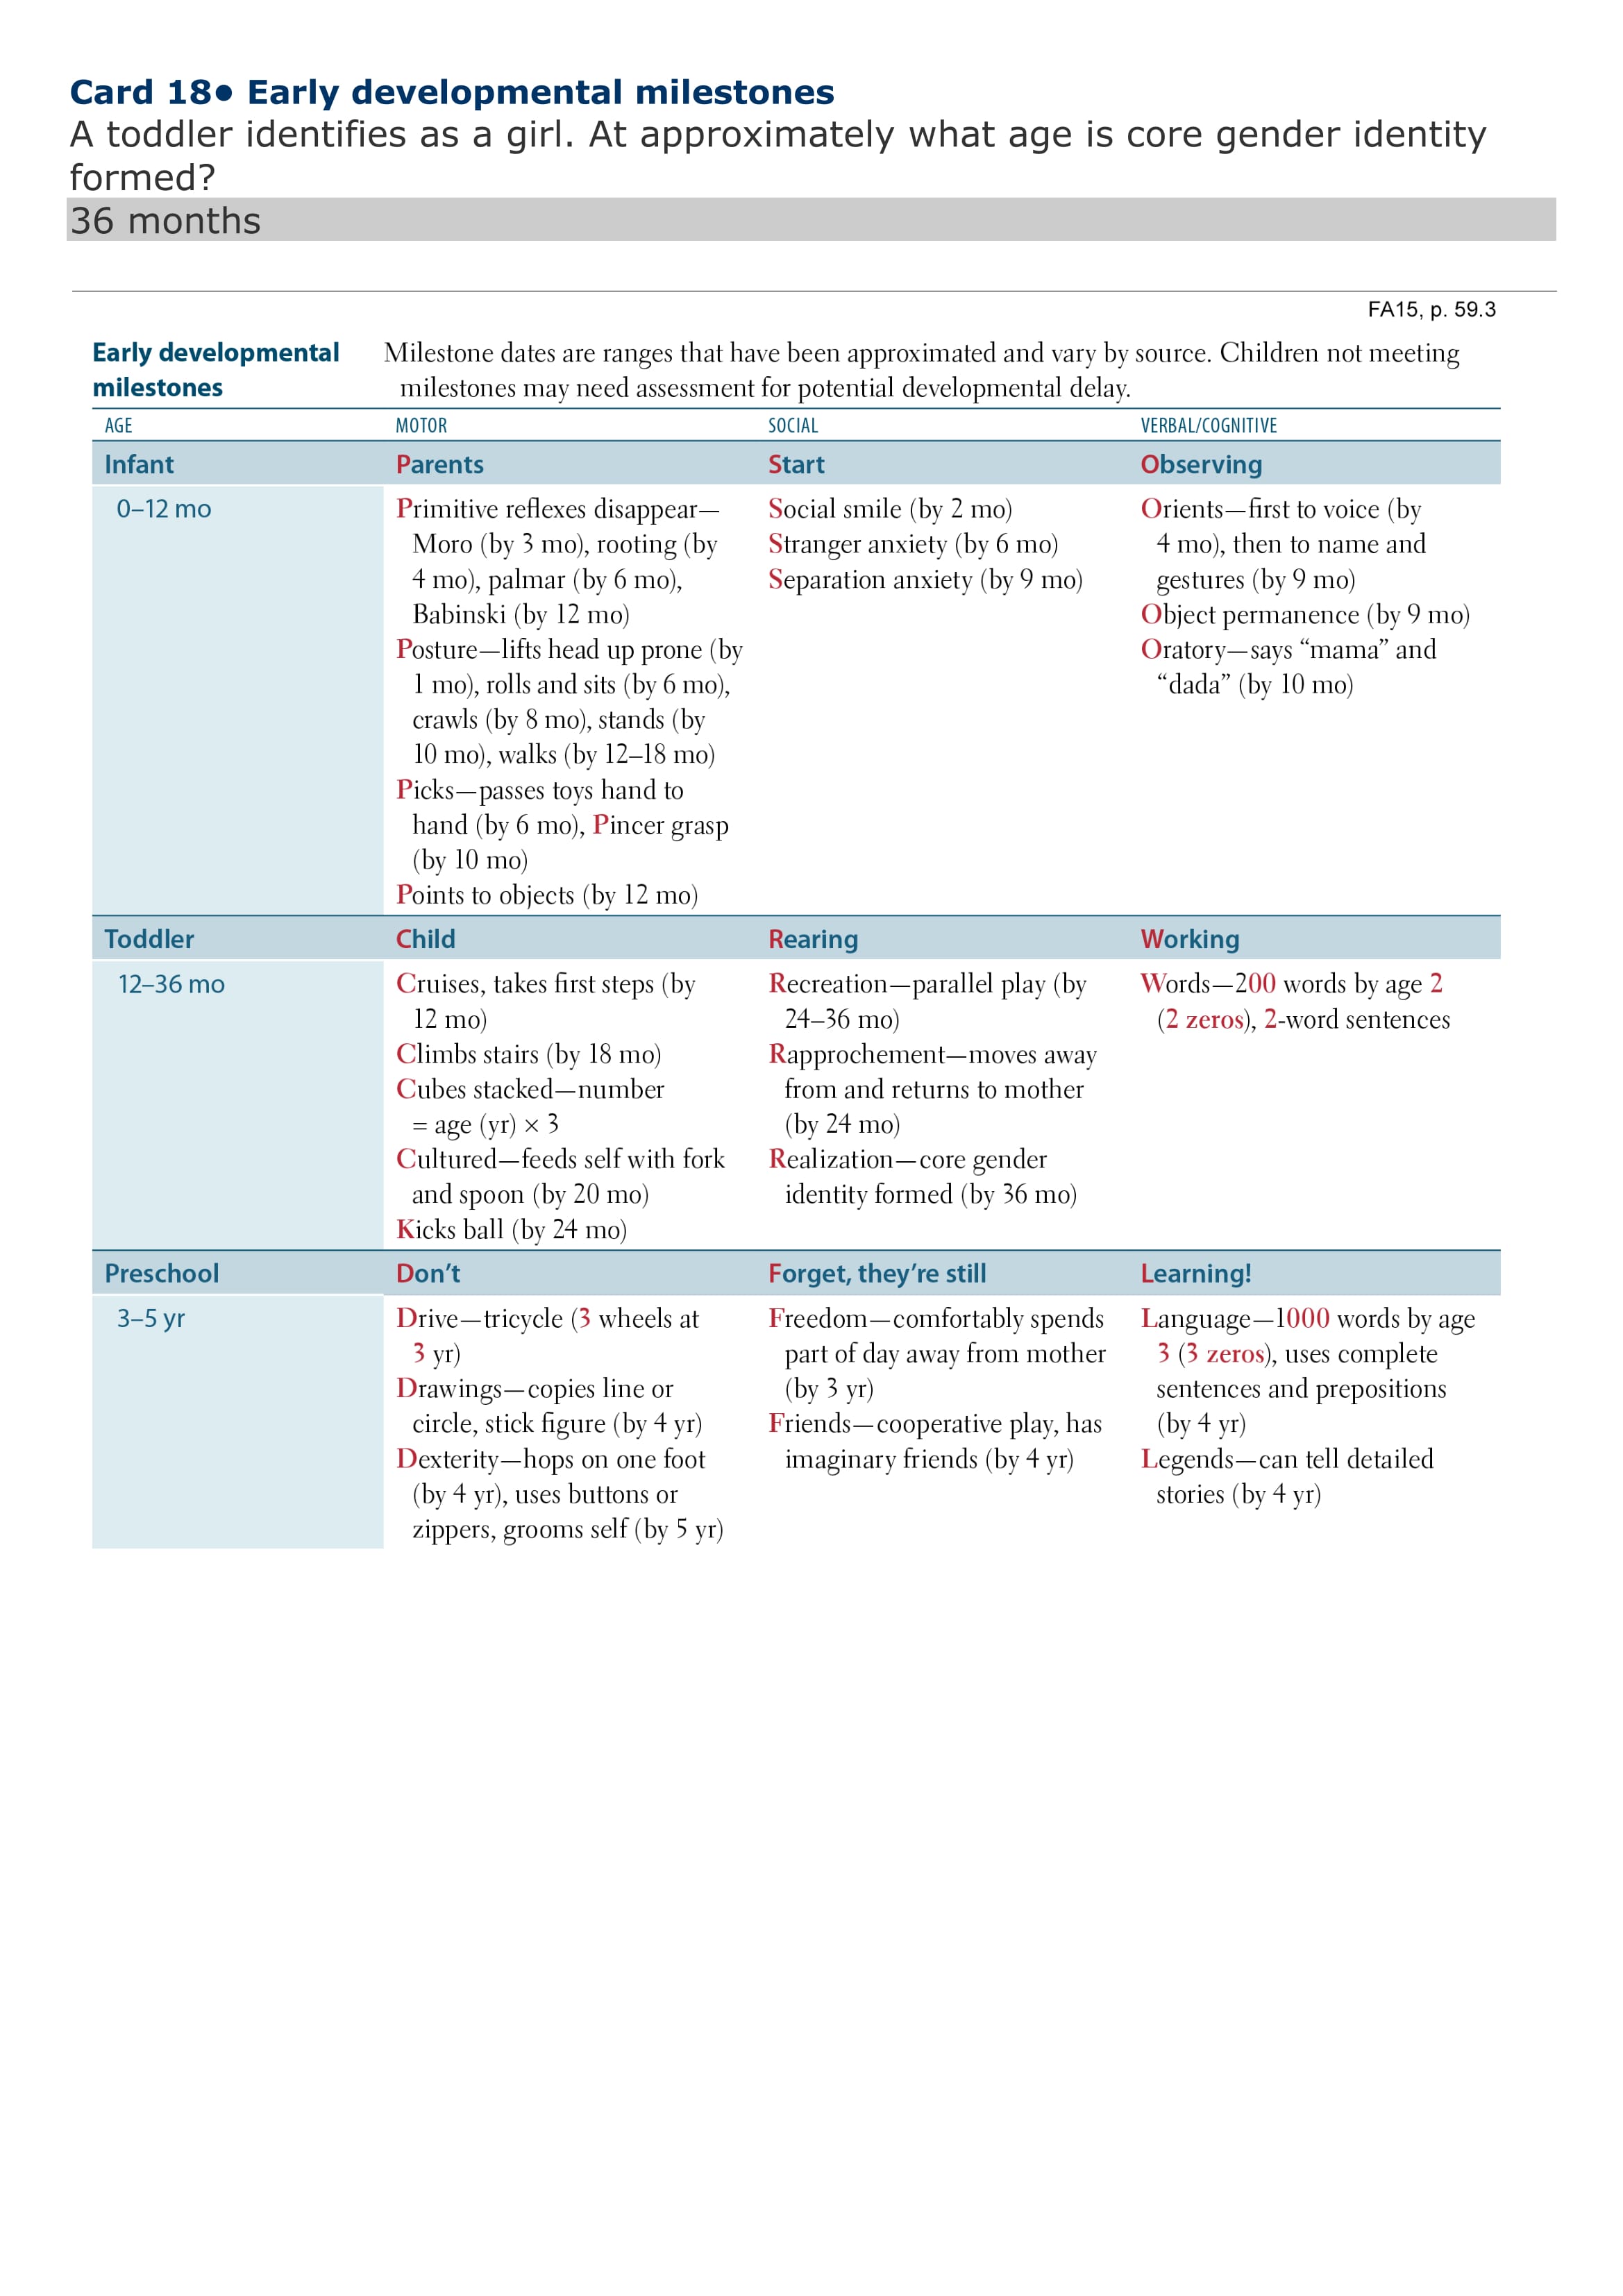 Card 18• Early developmental milestones
A toddler identifies as a girl. At approximately what age is core gender identity
formed?
36 months
FA15, p. 59.3
Early developmental
milestones
Milestone dates are ranges that have been approximated and vary by source. Children not meeting
milestones may need assessment for potential developmental delay.
AGE MOTOR SOCIAL VERBAL/COGNITIVE
Infant Parents Start Observing
0–12 mo
Primitive reflexes disappear—
Moro (by 3 mo), rooting (by
4 mo), palmar (by 6 mo),
Babinski (by 12 mo)
Posture—lifts head up prone (by
1 mo), rolls and sits (by 6 mo),
crawls (by 8 mo), stands (by
10 mo), walks (by 12–18 mo)
Picks—passes toys hand to
hand (by 6 mo), Pincer grasp
(by 10 mo)
Points to objects (by 12 mo)
Social smile (by 2 mo)
Stranger anxiety (by 6 mo)
Separation anxiety (by 9 mo)
Orients—first to voice (by
4 mo), then to name and
gestures (by 9 mo)
Object permanence (by 9 mo)
Oratory—says “mama” and
“dada” (by 10 mo)
Toddler Child Rearing Working
12–36 mo
Cruises, takes first steps (by
12 mo)
Climbs stairs (by 18 mo)
Cubes stacked—number
= age (yr) × 3
Cultured—feeds self with fork
and spoon (by 20 mo)
Kicks ball (by 24 mo)
Recreation—parallel play (by
24–36 mo)
Rapprochement—moves away
from and returns to mother
(by 24 mo)
Realization—core gender
identity formed (by 36 mo)
Words—200 words by age 2
(2 zeros), 2-word sentences
Preschool Don’t Forget, they’re still Learning!
3–5 yr
Drive—tricycle (3 wheels at
3 yr)
Drawings—copies line or
circle, stick figure (by 4 yr)
Dexterity—hops on one foot
(by 4 yr), uses buttons or
zippers, grooms self (by 5 yr)
Freedom—comfortably spends
part of day away from mother
(by 3 yr)
Friends—cooperative play, has
imaginary friends (by 4 yr)
Language—1000 words by age
3 (3 zeros), uses complete
sentences and prepositions
(by 4 yr)
Legends—can tell detailed
stories (by 4 yr)